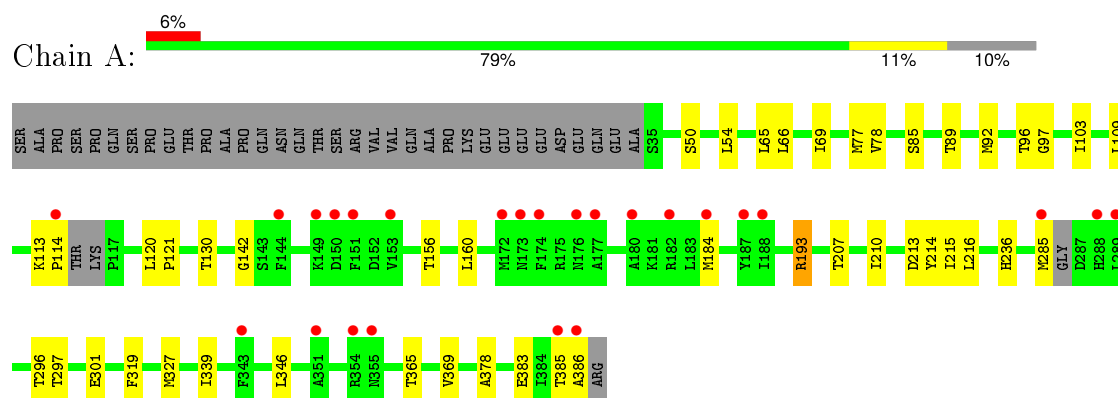 6%
Chain A:
79% 11% 10%
SER ALA PRO SER PRO GLN SER PRO GLU THR PRO ALA PRO GLN ASN GLN THR SER ARG VAL VAL GLN ALA PRO LYS GLU GLU GLU GLU ASP GLU GLN GLU ALA S35 S50 L54 L65 L66 I69 M77 V78 S85 T89 M92 T96 G97 I103 L109
K113 P114 THR LYS P117 L120 P121 T130 G142 S143 F144 K149 D150 F151 D152 V153 T156 L160 M172 N173 F174 R175 N176 A177 A180 K181 R182 L183 M184 Y187 I188 R193 T207 I210 D213 Y214 I215 L216 H236 M285 GLY D287 H288 L289
T296 T297 E301 F319 M327 I339 F343 L346 A351 R354 N355 T365 V369 A378 E383 I384 T385 A386 ARG